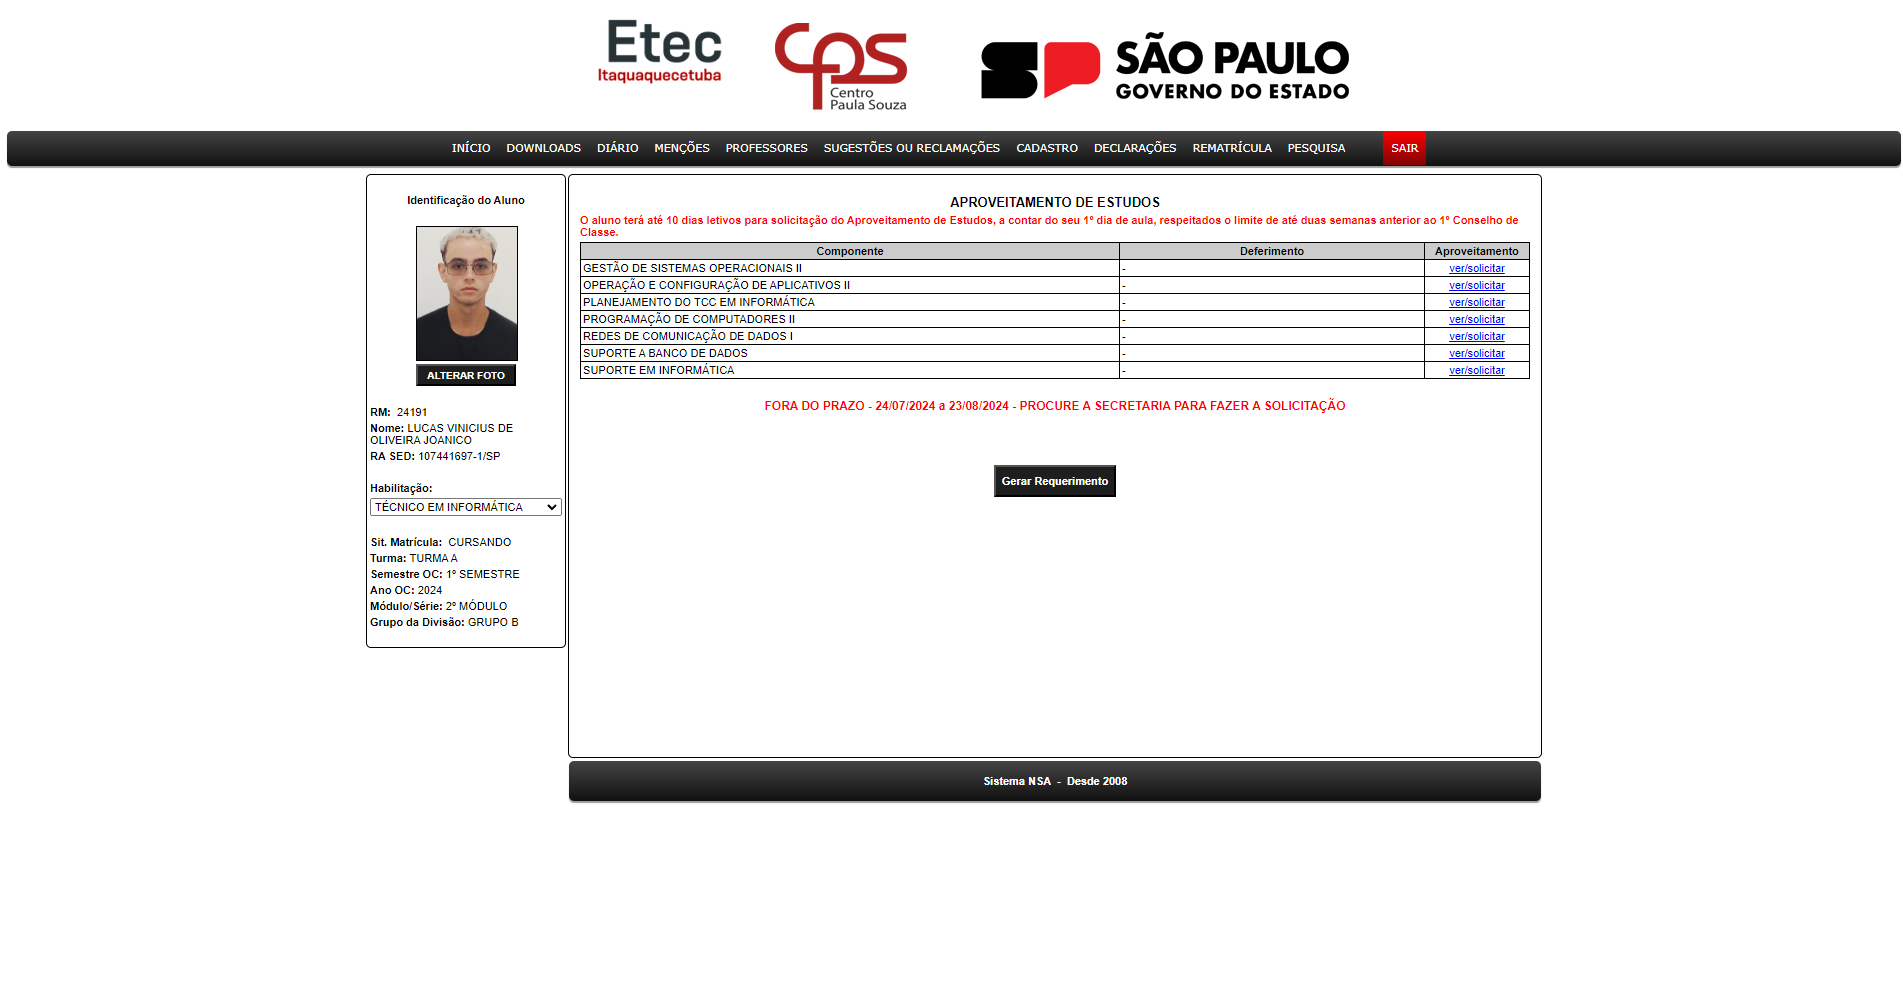 Etec
Itaquaquecetuba
CPS
Centro
Paula Souza
SP
SÃO PAULO
GOVERNO DO ESTADO
INÍCIO DOWNLOADS DIÁRIO MENÇÕES PROFESSORES SUGESTÕES OU RECLAMAÇÕES CADASTRO DECLARAÇÕES REMATRÍCULA PESQUISA SAIR
Identificação do Aluno
ALTERAR FOTO
RM: 24191
Nome: LUCAS VINICIUS DE
OLIVEIRA JOANICO
RA SED: 107441697-1/SP
Habilitação:
TÉCNICO EM INFORMÁTICA
Sit. Matrícula: CURSANDO
Turma: TURMA A
Semestre OC: 1º SEMESTRE
Ano OC: 2024
Módulo/Série: 2º MÓDULO
Grupo da Divisão: GRUPO B
APROVEITAMENTO DE ESTUDOS
O aluno terá até 10 dias letivos para solicitação do Aproveitamento de Estudos, a contar do seu 1º dia de aula, respeitados o limite de até duas semanas anterior ao 1º Conselho de
Classe.
Componente Deferimento Aproveitamento
GESTÃO DE SISTEMAS OPERACIONAIS II - ver/solicitar
OPERAÇÃO E CONFIGURAÇÃO DE APLICATIVOS II - ver/solicitar
PLANEJAMENTO DO TCC EM INFORMÁTICA - ver/solicitar
PROGRAMAÇÃO DE COMPUTADORES II - ver/solicitar
REDES DE COMUNICAÇÃO DE DADOS I - ver/solicitar
SUPORTE A BANCO DE DADOS - ver/solicitar
SUPORTE EM INFORMÁTICA - ver/solicitar
FORA DO PRAZO - 24/07/2024 a 23/08/2024 - PROCURE A SECRETARIA PARA FAZER A SOLICITAÇÃO
Gerar Requerimento
Sistema NSA - Desde 2008